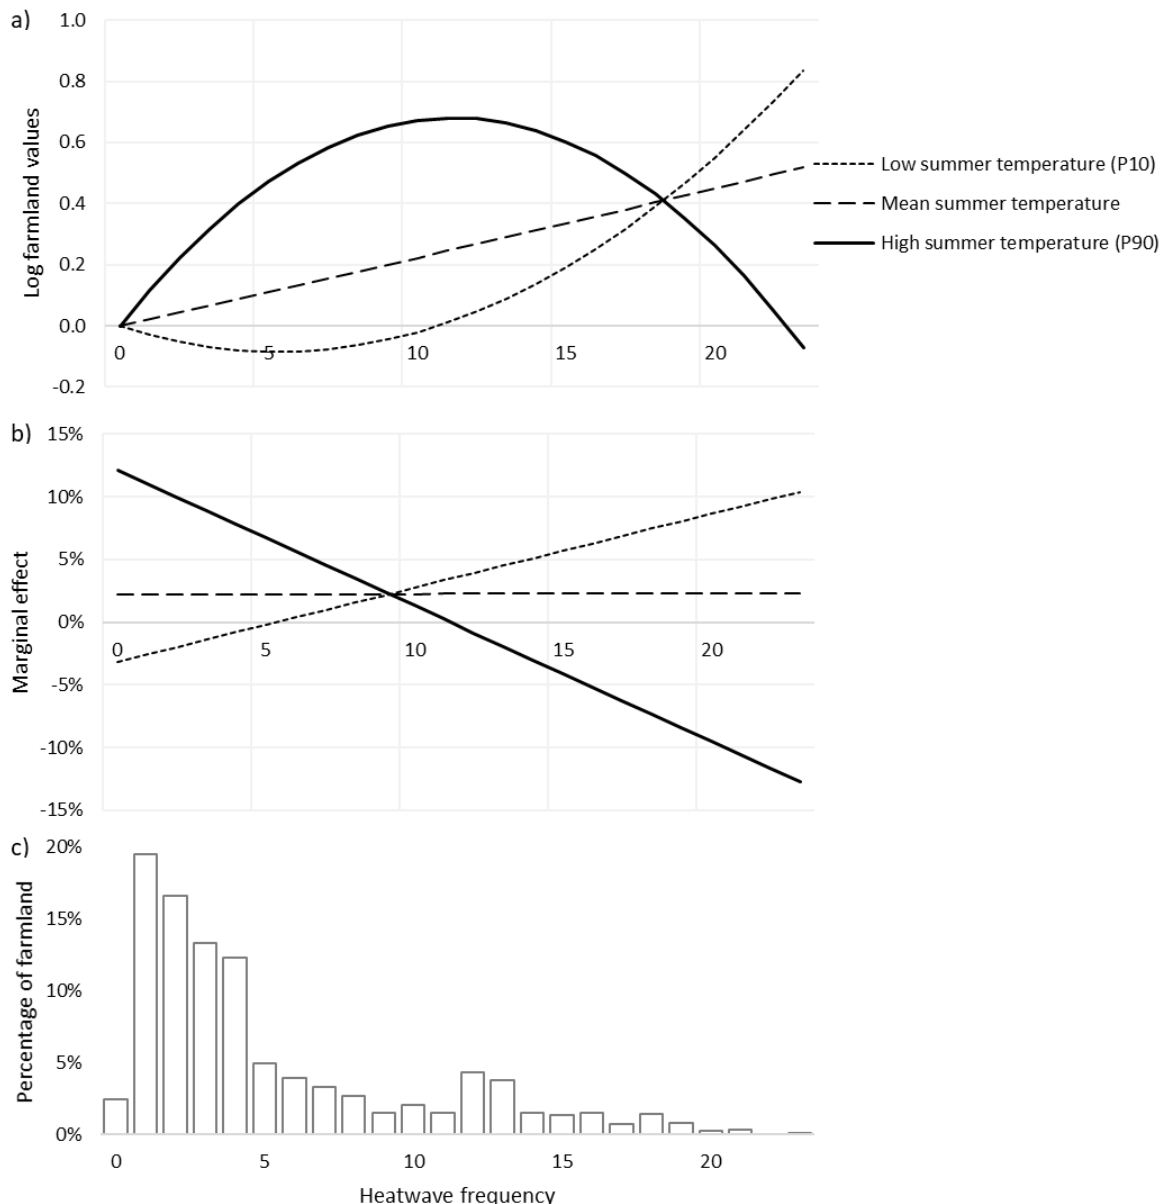 a)
Log farmland values
1.0
0.8
0.6
0.4
0.2
0.0
-0.2
0 5 10 15 20
Low summer temperature (P10)
Mean summer temperature
High summer temperature (P90)
b)
Marginal effect
15%
10%
5%
0%
-5%
-10%
-15%
0 5 10 15 20
c)
Percentage of farmland
20%
15%
10%
5%
0%
0 5 10 15 20
Heatwave frequency